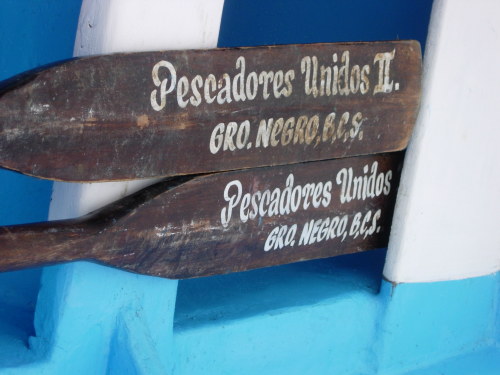 Pescadores Unidos II.
GRO. NEGRO, B.C,S.
Pescadores Unidos
GRO. NEGRO, B.C,S.